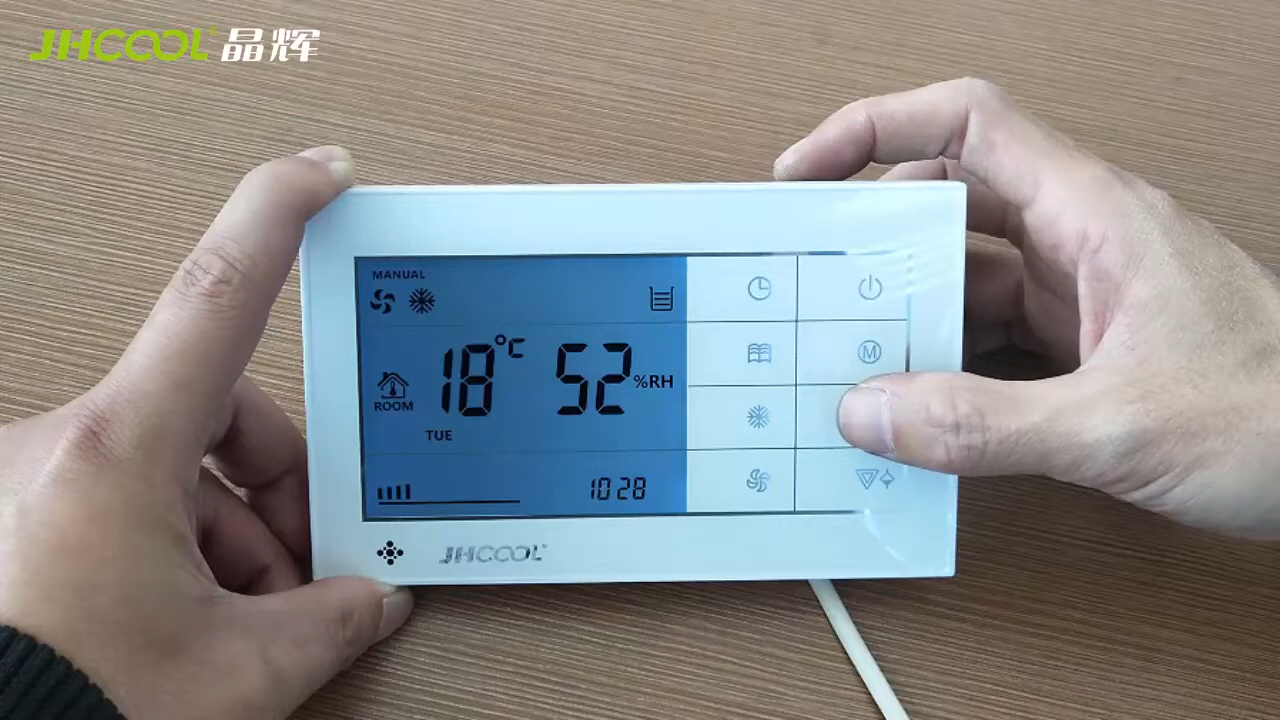 JHCOOL 晶辉
MANUAL
18°C 52%RH
ROOM
TUE
10 28
M
JHCOOL